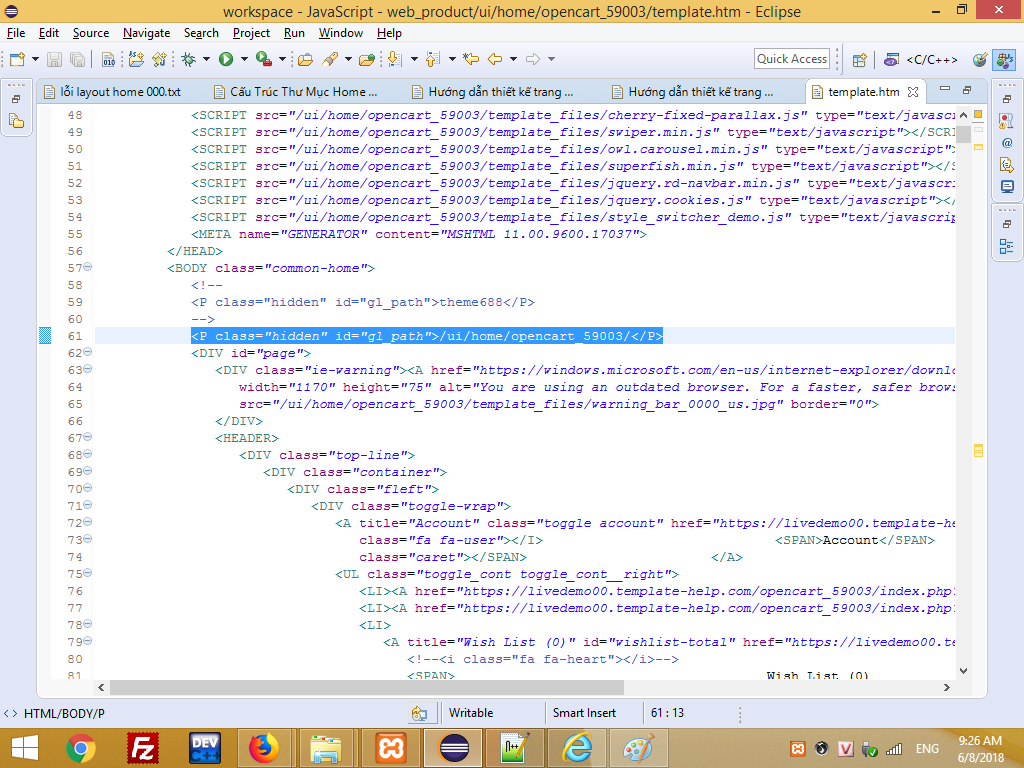 workspace - JavaScript - web_product/ui/home/opencart_59003/template.htm - Eclipse
File Edit Source Navigate Search Project Run Window Help
Quick Access <C/C++>
lỗi layout home 000.txt Cấu Trúc Thư Mục Home ... Hướng dẫn thiết kế trang ... Hướng dẫn thiết kế trang ... template.htm
48 <SCRIPT src="/ui/home/opencart_59003/template_files/cherry-fixed-parallax.js" type="text/javasc
49 <SCRIPT src="/ui/home/opencart_59003/template_files/swiper.min.js" type="text/javascript"></SCRI
50 <SCRIPT src="/ui/home/opencart_59003/template_files/owl.carousel.min.js" type="text/javascript">
51 <SCRIPT src="/ui/home/opencart_59003/template_files/superfish.min.js" type="text/javascript"></S
52 <SCRIPT src="/ui/home/opencart_59003/template_files/jquery.rd-navbar.min.js" type="text/javascri
53 <SCRIPT src="/ui/home/opencart_59003/template_files/jquery.cookies.js" type="text/javascript"></
54 <SCRIPT src="/ui/home/opencart_59003/template_files/style_switcher_demo.js" type="text/javascrip
55 <META name="GENERATOR" content="MSHTML 11.00.9600.17037">
56 </HEAD>
57 <BODY class="common-home">
58 <!--
59 <P class="hidden" id="gl_path">theme688</P>
60 -->
61 <P class="hidden" id="gl_path">/ui/home/opencart_59003/</P>
62 <DIV id="page">
63 <DIV class="ie-warning"><A href="https://windows.microsoft.com/en-us/internet-explorer/downlo
64 width="1170" height="75" alt="You are using an outdated browser. For a faster, safer brows
65 src="/ui/home/opencart_59003/template_files/warning_bar_0000_us.jpg" border="0">
66 </DIV>
67 <HEADER>
68 <DIV class="top-line">
69 <DIV class="container">
70 <DIV class="fleft">
71 <DIV class="toggle-wrap">
72 <A title="Account" class="toggle account" href="https://livedemo00.template-he
73 class="fa fa-user"></I> <SPAN>Account</SPAN>
74 class="caret"></SPAN> </A>
75 <UL class="toggle_cont toggle_cont__right">
76 <LI><A href="https://livedemo00.template-help.com/opencart_59003/index.php?
77 <LI><A href="https://livedemo00.template-help.com/opencart_59003/index.php?
78 <LI>
79 <A title="Wish List (0)" id="wishlist-total" href="https://livedemo00.te
80 <!--<i class="fa fa-heart"></i>-->
81 <SPAN> Wish List (0)
HTML/BODY/P Writable Smart Insert 61 : 13
ENG
9:26 AM
6/8/2018